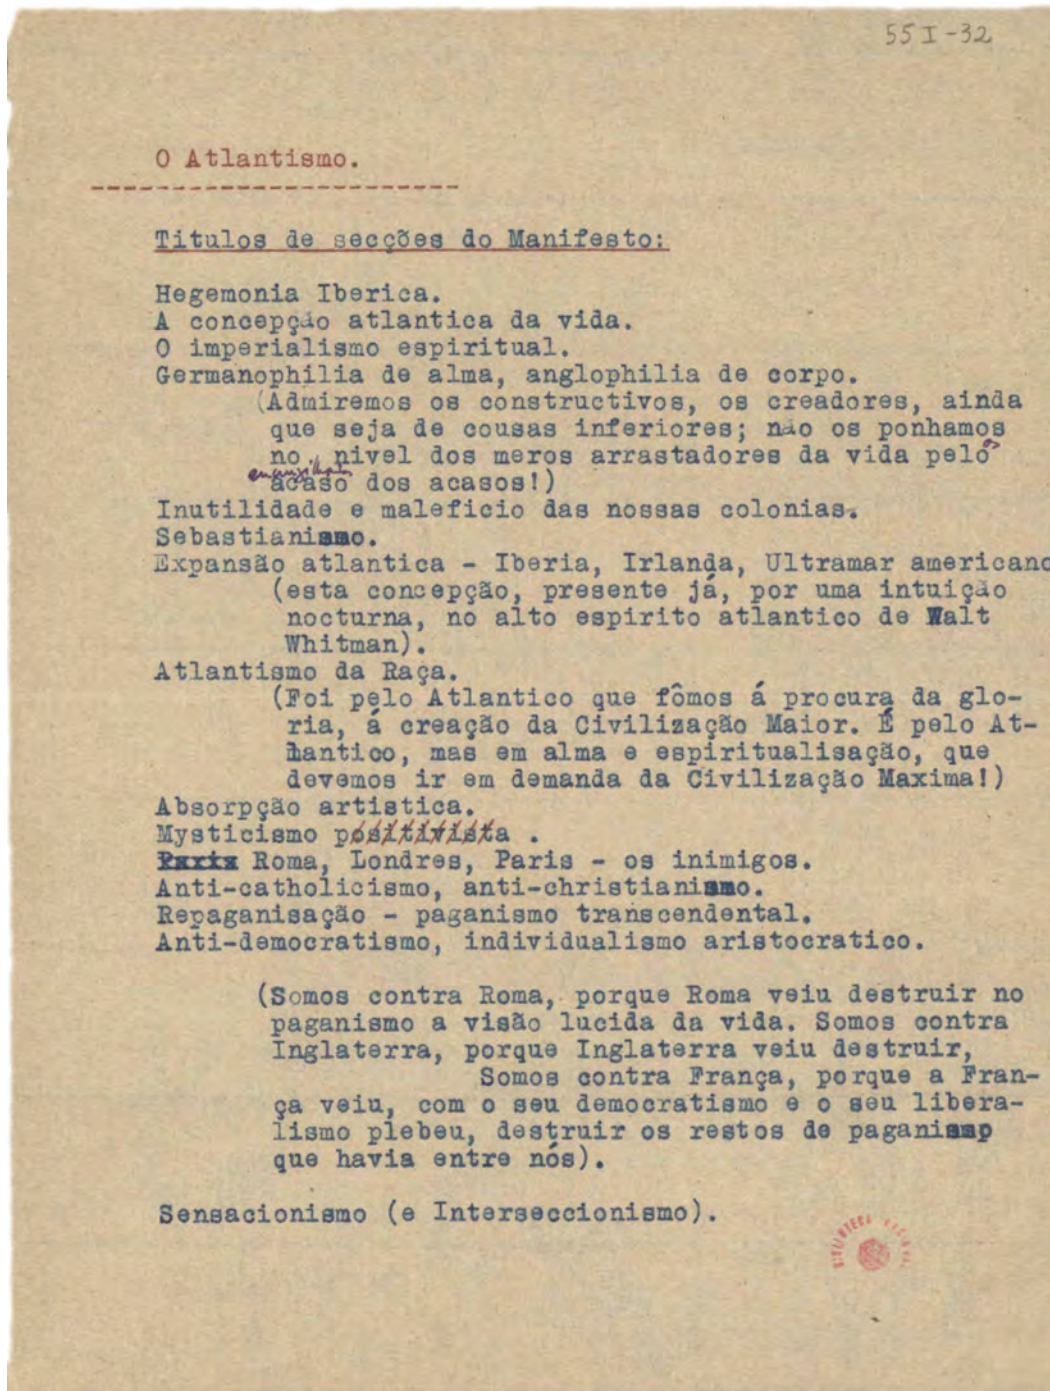 55 I-32
O Atlantismo.
-----------------------
Titulos de secções do Manifesto:
Hegemonia Iberica.
A concepção atlantica da vida.
O imperialismo espiritual.
Germanophilia de alma, anglophilia de corpo.
(Admiremos os constructivos, os creadores, ainda
que seja de cousas inferiores; não os ponhamos
no nivel dos meros arrastadores da vida pelo os
acaso dos acasos!)
Inutilidade e maleficio das nossas colonias.
Sebastianismo.
Expansão atlantica - Iberia, Irlanda, Ultramar americano
(esta concepção, presente já, por uma intuição
nocturna, no alto espirito atlantico de Walt
Whitman).
Atlantismo da Raça.
(Foi pelo Atlantico que fômos á procura da glo-
ria, á creação da Civilização Maior. É pelo At-
lantico, mas em alma e espiritualisação, que
devemos ir em demanda da Civilização Maxima!)
Absorpção artistica.
Mysticismo positivista .
Paris Roma, Londres, Paris - os inimigos.
Anti-catholicismo, anti-christianismo.
Repaganisação - paganismo transcendental.
Anti-democratismo, individualismo aristocratico.
(Somos contra Roma, porque Roma veiu destruir no
paganismo a visão lucida da vida. Somos contra
Inglaterra, porque Inglaterra veiu destruir,
Somos contra França, porque a Fran-
ça veiu, com o seu democratismo e o seu libera-
lismo plebeu, destruir os restos de paganismo
que havia entre nós).
Sensacionismo (e Interseccionismo).